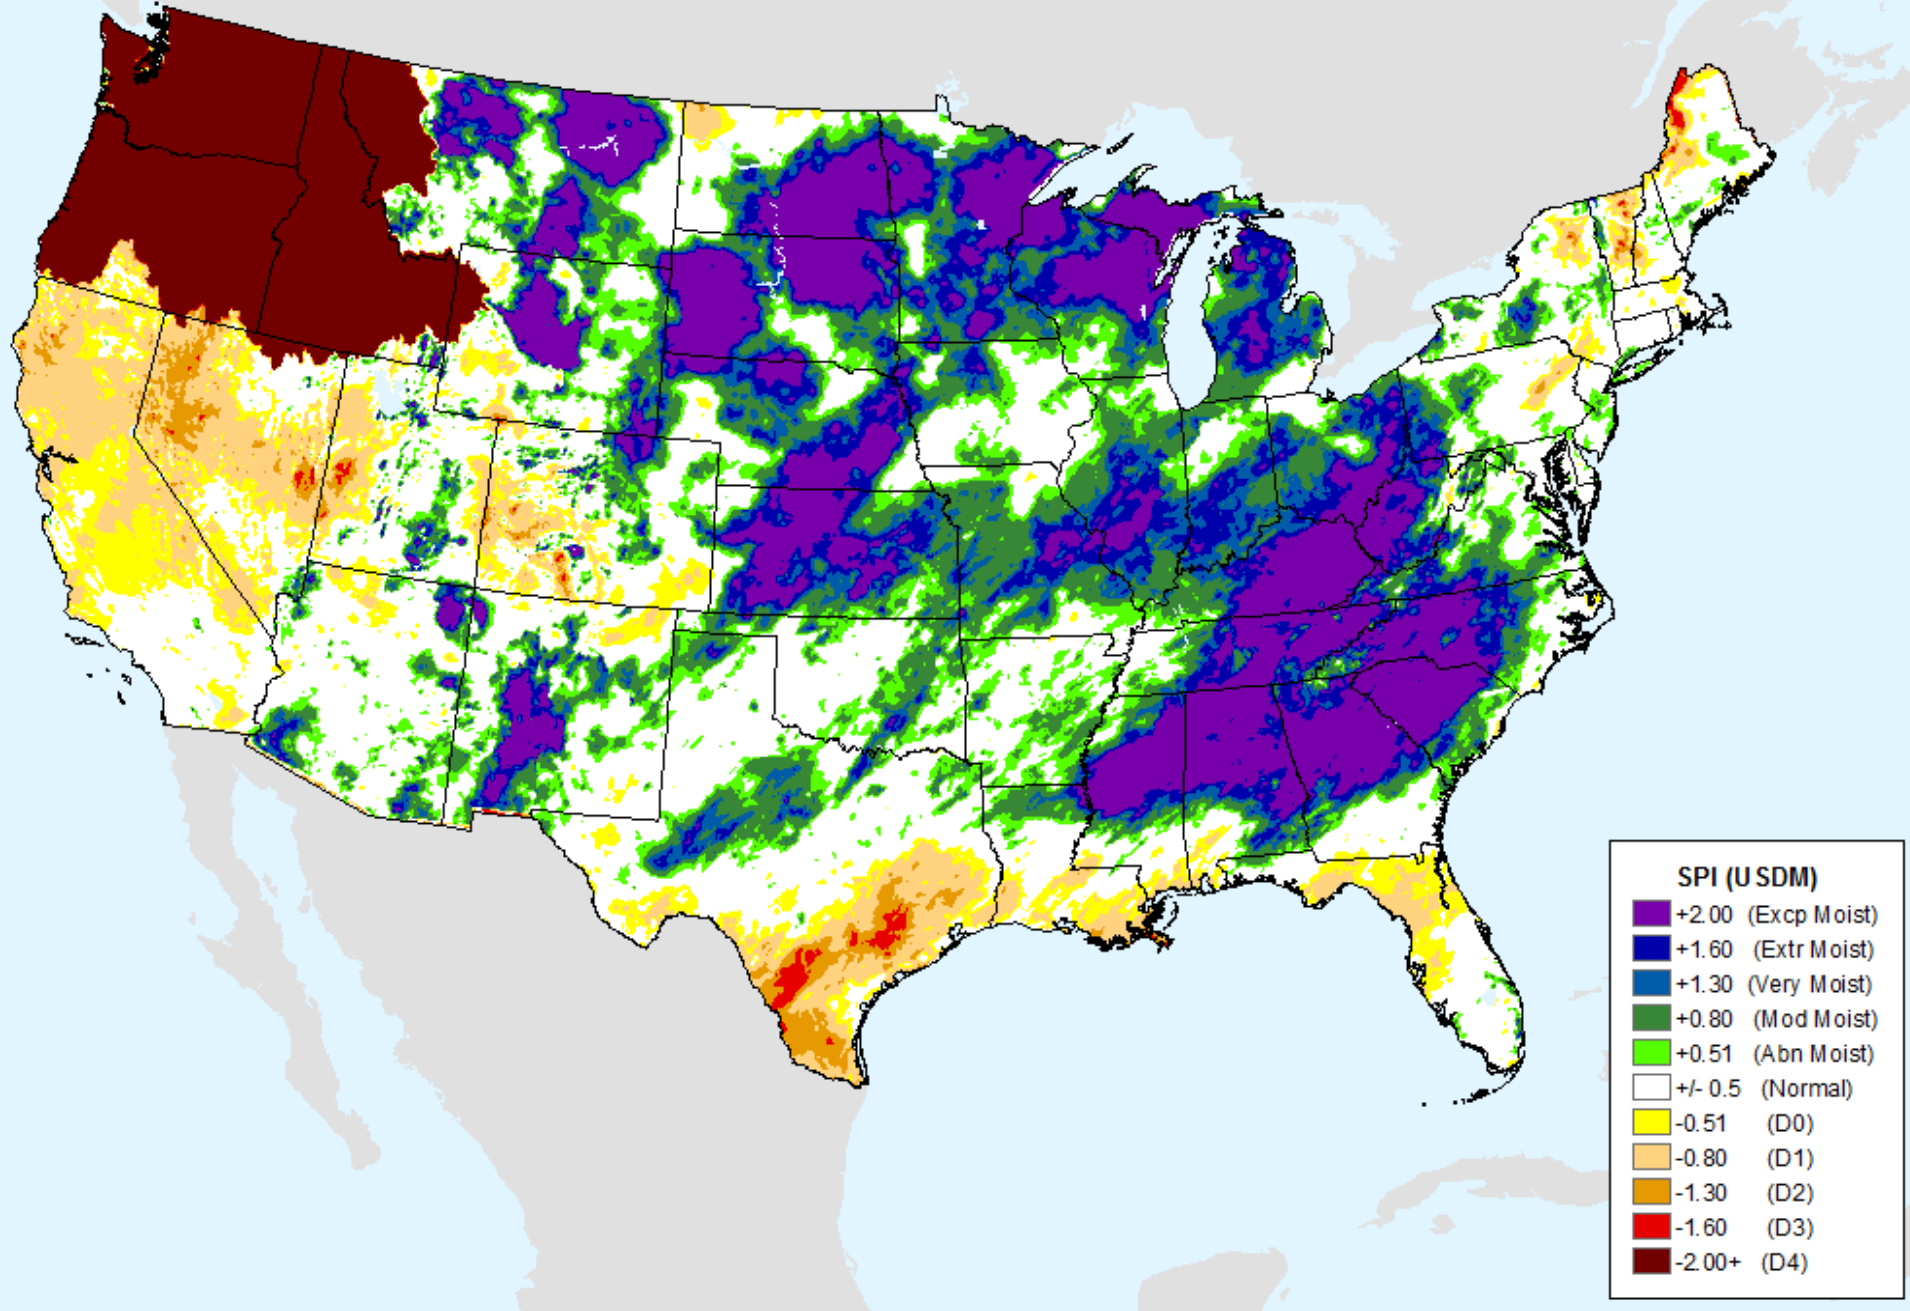 SPI (USDM)
+2.00 (Excp Moist)
+1.60 (Extr Moist)
+1.30 (Very Moist)
+0.80 (Mod Moist)
+0.51 (Abn Moist)
+/- 0.5 (Normal)
-0.51 (D0)
-0.80 (D1)
-1.30 (D2)
-1.60 (D3)
-2.00+ (D4)